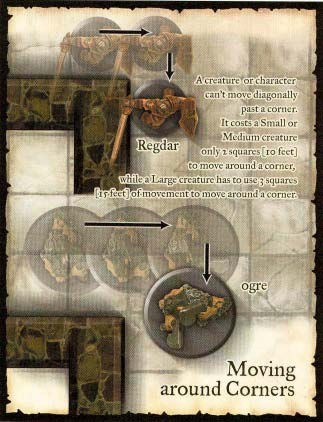 A creature or character
can't move diagonally
past a corner.
It costs a Small or
Medium creature
only 2 squares [10 feet]
to move around a corner,
while a Large creature has to use 3 squares
[15 feet] of movement to move around a corner.
Regdar
ogre
Moving
around Corners